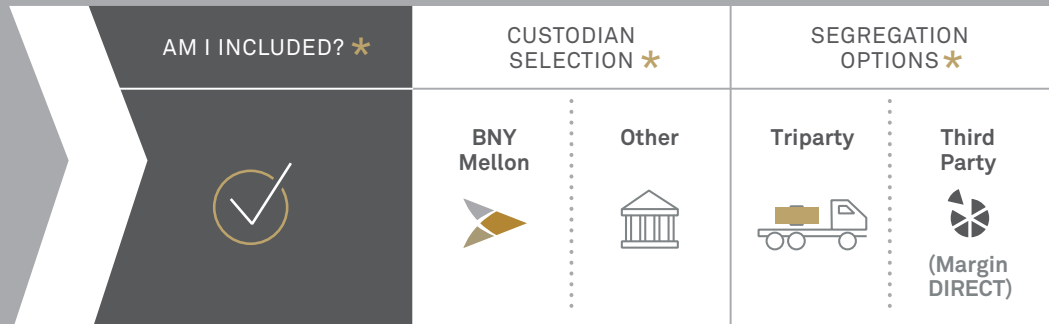 AM I INCLUDED? *
CUSTODIAN
SELECTION *
SEGREGATION
OPTIONS *
BNY
Mellon
Other
Triparty
Third
Party
(Margin
DIRECT)